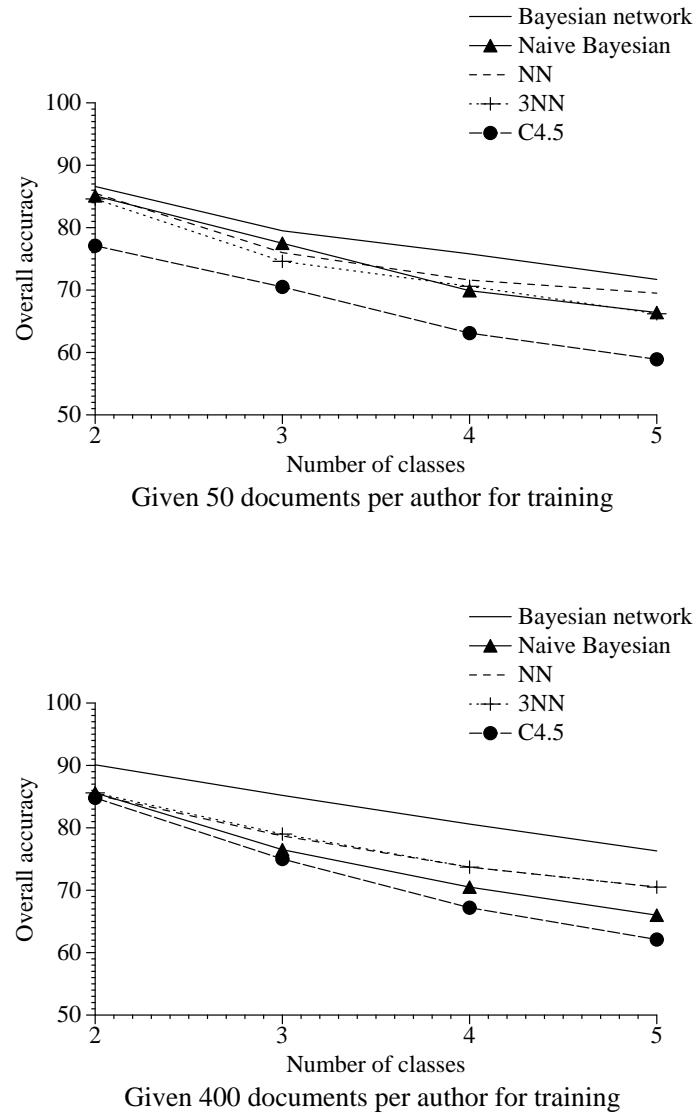 Bayesian network
Naive Bayesian
NN
3NN
C4.5
100
90
80
70
60
50
Overall accuracy
2 3 4 5
Number of classes
Given 50 documents per author for training
Bayesian network
Naive Bayesian
NN
3NN
C4.5
100
90
80
70
60
50
Overall accuracy
2 3 4 5
Number of classes
Given 400 documents per author for training